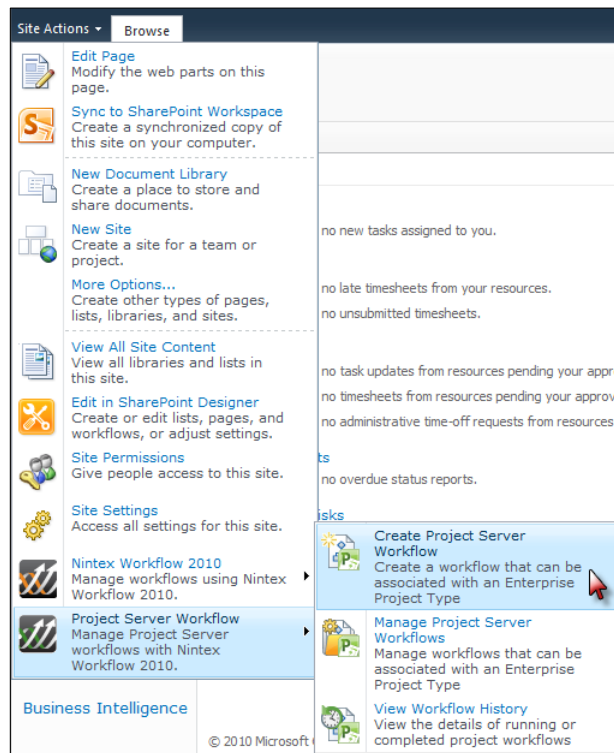 Site Actions
Browse
Edit Page
Modify the web parts on this
page.
Sync to SharePoint Workspace
Create a synchronized copy of
this site on your computer.
New Document Library
Create a place to store and
share documents.
New Site
Create a site for a team or
project.
More Options...
Create other types of pages,
lists, libraries, and sites.
View All Site Content
View all libraries and lists in
this site.
Edit in SharePoint Designer
Create or edit lists, pages, and
workflows, or adjust settings.
Site Permissions
Give people access to this site.
Site Settings
Access all settings for this site.
Nintex Workflow 2010
Manage workflows using Nintex
Workflow 2010.
Project Server Workflow
Manage Project Server
workflows with Nintex
Workflow 2010.
no new tasks assigned to you.
no late timesheets from your resources.
no unsubmitted timesheets.
no task updates from resources pending your appr
no timesheets from resources pending your approv
no administrative time-off requests from resources
ts
no overdue status reports.
isks
Create Project Server
Workflow
Create a workflow that can be
associated with an Enterprise
Project Type
Manage Project Server
Workflows
Manage workflows that can be
associated with an Enterprise
Project Type
View Workflow History
View the details of running or
completed project workflows
Business Intelligence
© 2010 Microsoft